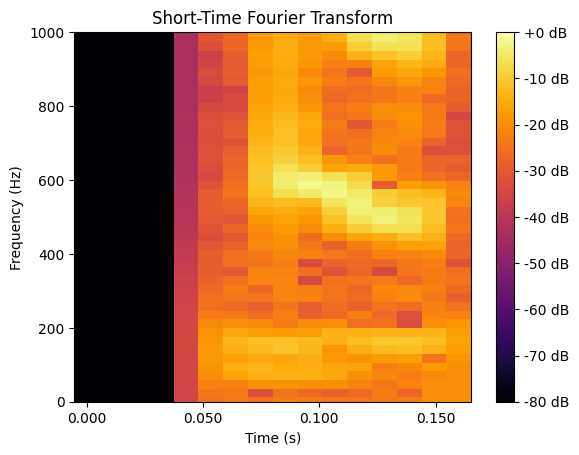 Short-Time Fourier Transform
1000
800
600
400
200
0
Frequency (Hz)
0.000
0.050
0.100
0.150
Time (s)
+0 dB
-10 dB
-20 dB
-30 dB
-40 dB
-50 dB
-60 dB
-70 dB
-80 dB